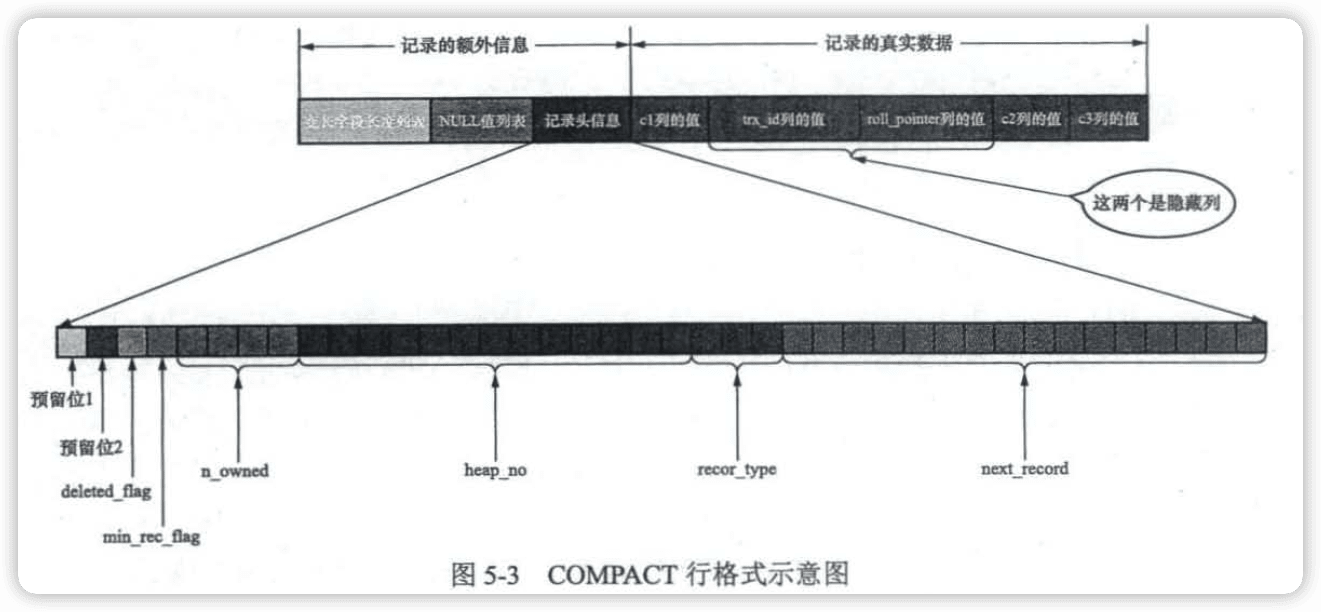 记录的额外信息
记录的真实数据
变长字段长度列表
NULL值列表
记录头信息
c1列的值
trx_id列的值
roll_pointer列的值
c2列的值
c3列的值
这两个是隐藏列
预留位1
预留位2
deleted_flag
min_rec_flag
n_owned
heap_no
recor_type
next_record
图 5-3 COMPACT 行格式示意图